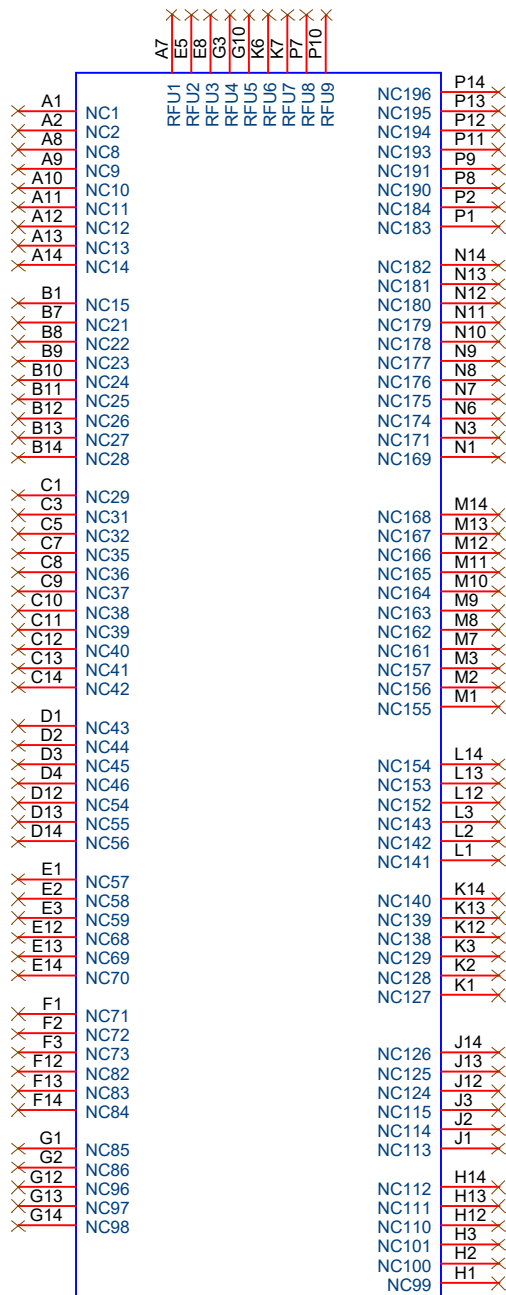 A7 E5 E8 G3 G10 K6 K7 P7 P10
RFU1 RFU2 RFU3 RFU4 RFU5 RFU6 RFU7 RFU8 RFU9
A1 NC1
A2 NC2
A8 NC8
A9 NC9
A10 NC10
A11 NC11
A12 NC12
A13 NC13
A14 NC14
B1 NC15
B7 NC21
B8 NC22
B9 NC23
B10 NC24
B11 NC25
B12 NC26
B13 NC27
B14 NC28
C1 NC29
C3 NC31
C5 NC32
C7 NC35
C8 NC36
C9 NC37
C10 NC38
C11 NC39
C12 NC40
C13 NC41
C14 NC42
D1 NC43
D2 NC44
D3 NC45
D4 NC46
D12 NC54
D13 NC55
D14 NC56
E1 NC57
E2 NC58
E3 NC59
E12 NC68
E13 NC69
E14 NC70
F1 NC71
F2 NC72
F3 NC73
F12 NC82
F13 NC83
F14 NC84
G1 NC85
G2 NC86
G12 NC96
G13 NC97
G14 NC98
NC196 P14
NC195 P13
NC194 P12
NC193 P11
NC191 P9
NC190 P8
NC184 P2
NC183 P1
NC182 N14
NC181 N13
NC180 N12
NC179 N11
NC178 N10
NC177 N9
NC176 N8
NC175 N7
NC174 N6
NC171 N3
NC169 N1
NC168 M14
NC167 M13
NC166 M12
NC165 M11
NC164 M10
NC163 M9
NC162 M8
NC161 M7
NC157 M3
NC156 M2
NC155 M1
NC154 L14
NC153 L13
NC152 L12
NC143 L3
NC142 L2
NC141 L1
NC140 K14
NC139 K13
NC138 K12
NC129 K3
NC128 K2
NC127 K1
NC126 J14
NC125 J13
NC124 J12
NC115 J3
NC114 J2
NC113 J1
NC112 H14
NC111 H13
NC110 H12
NC101 H3
NC100 H2
NC99 H1